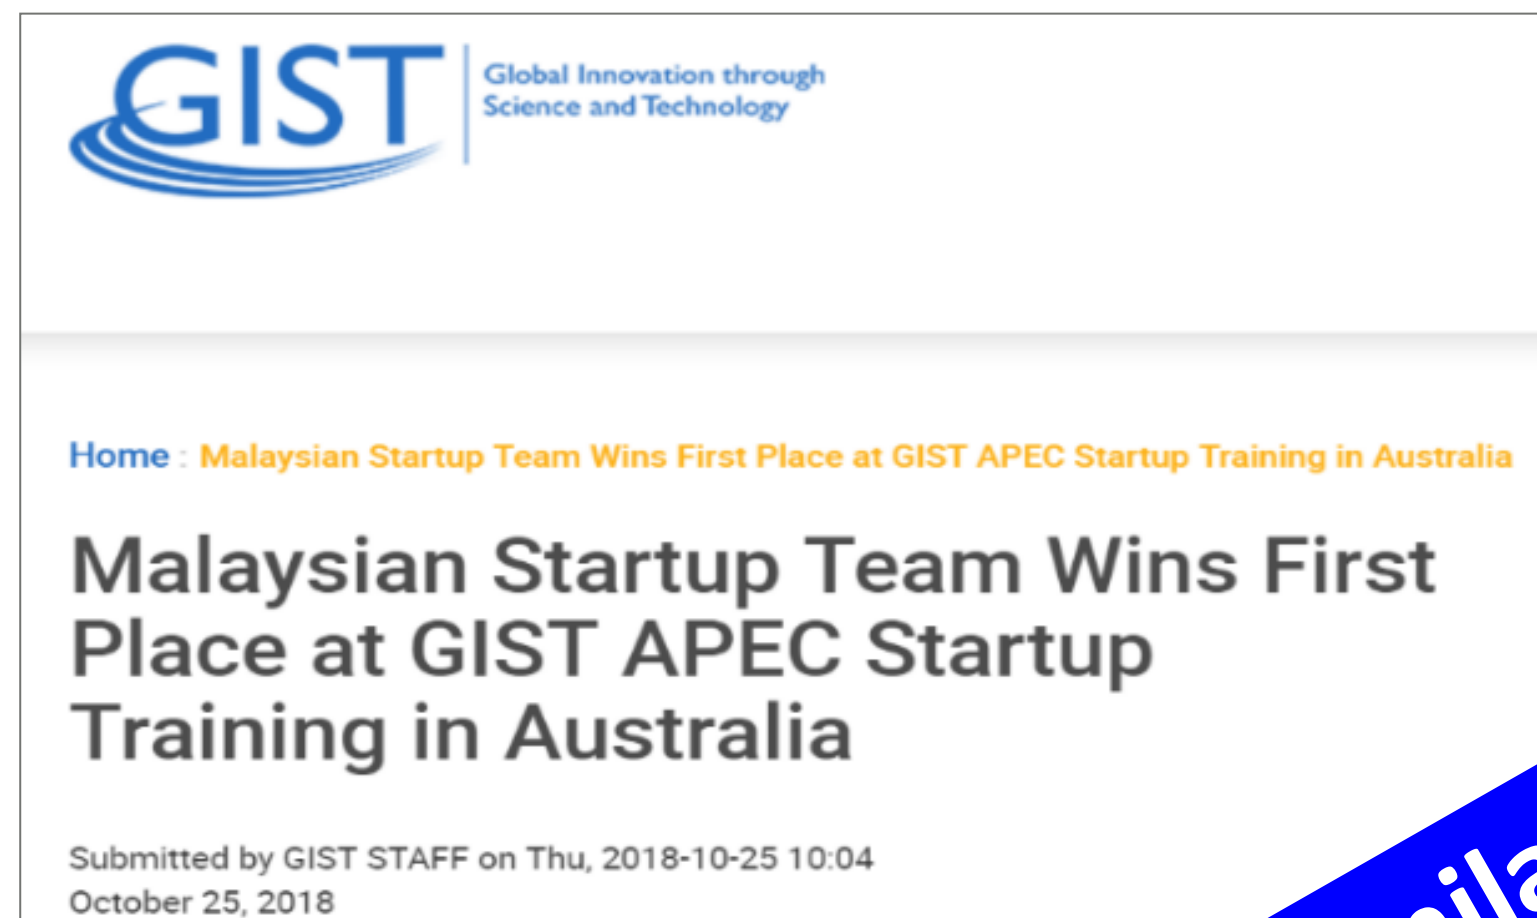 GIST
Global Innovation through
Science and Technology
Home : Malaysian Startup Team Wins First Place at GIST APEC Startup Training in Australia
Malaysian Startup Team Wins First
Place at GIST APEC Startup
Training in Australia
Submitted by GIST STAFF on Thu, 2018-10-25 10:04
October 25, 2018